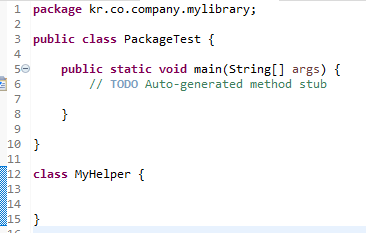 1 package kr.co.company.mylibrary;
2
3 public class PackageTest {
4
5 public static void main(String[] args) {
6 // TODO Auto-generated method stub
7
8 }
9
10 }
11
12 class MyHelper {
13
14
15 }
16